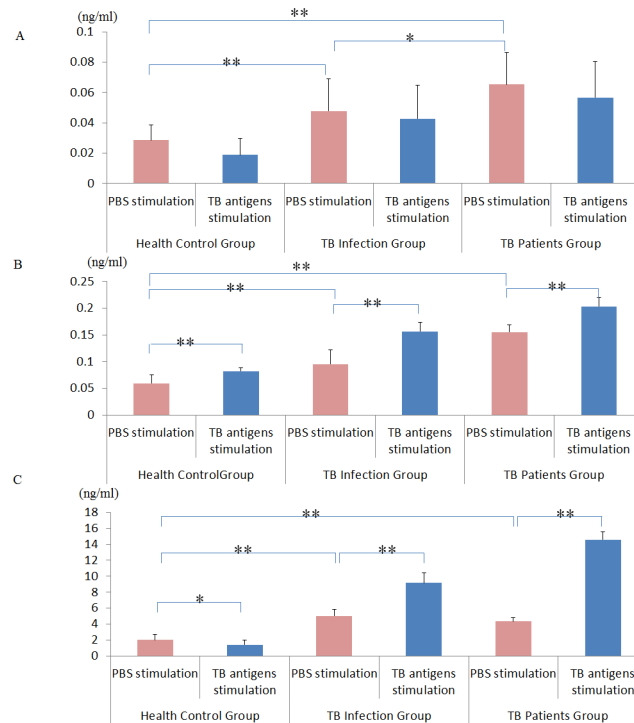 (ng/ml)
A
**
0.1
0.08
*
**
0.06
0.04
0.02
0
PBS stimulation TB antigens stimulation PBS stimulation TB antigens stimulation PBS stimulation TB antigens stimulation
Health Control Group TB Infection Group TB Patients Group
B
(ng/ml)
**
0.25
**
**
**
0.2
0.15
**
0.1
0.05
0
PBS stimulation TB antigens stimulation PBS stimulation TB antigens stimulation PBS stimulation TB antigens stimulation
Health ControlGroup TB Infection Group TB Patients Group
C
(ng/ml)
18
**
**
16
14
**
**
12
10
8
*
6
4
2
0
PBS stimulation TB antigens stimulation PBS stimulation TB antigens stimulation PBS stimulation TB antigens stimulation
Health Control Group TB Infection Group TB Patients Group